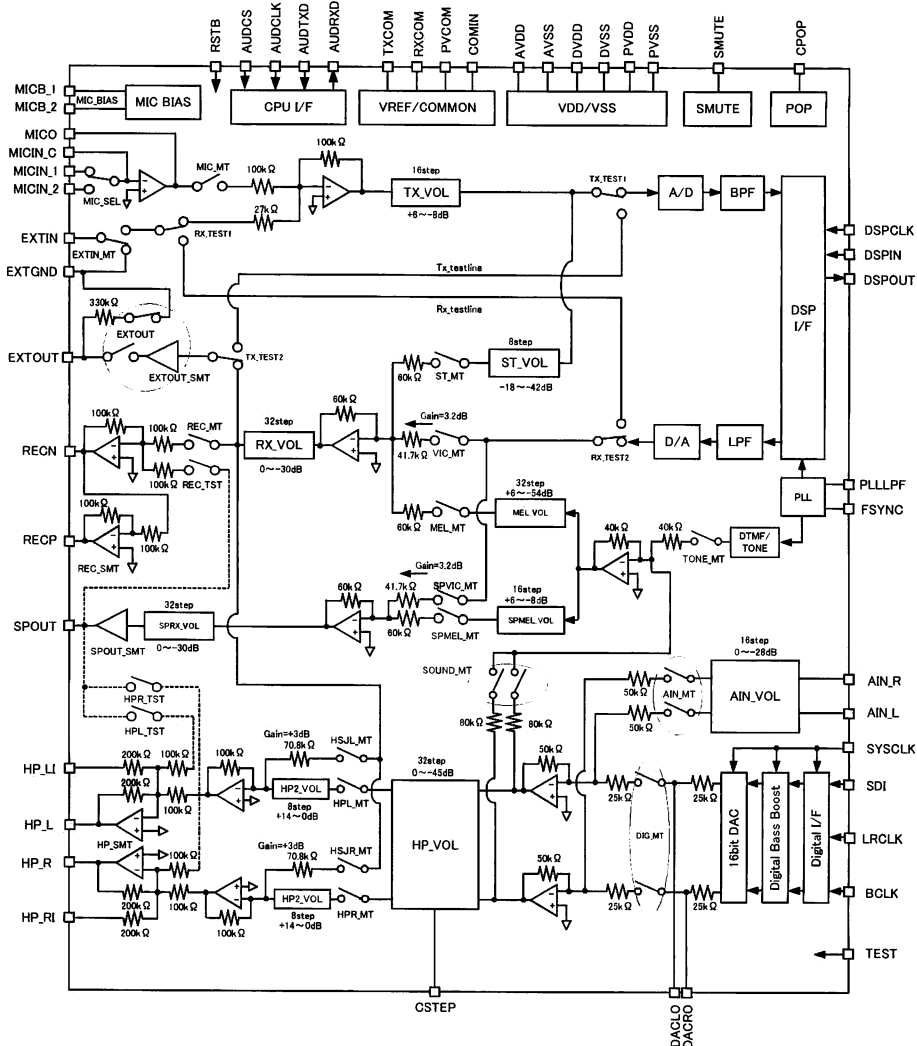 RSTB
AUDCS
AUDCLK
AUDTXD
AUDRXD
TXCOM
RXCOM
PVCOM
COMIN
AVDD
AVSS
DVDD
DVSS
PVDD
PVSS
SMUTE
CPOP
MICB_1
MICB_2
MIC_BIAS
MIC BIAS
CPU I/F
VREF/COMMON
VDD/VSS
SMUTE
POP
MICO
MICIN_C
MICIN_1
MICIN_2
MIC_SEL
MIC_MT
100kΩ
100kΩ
27kΩ
16step
TX_VOL
+6~-8dB
TX_TEST1
A/D
BPF
EXTIN
EXTIN_MT
RX_TEST1
EXTGND
DSPCLK
DSPIN
DSPOUT
DSP
I/F
Tx_testline
Rx_testline
330kΩ
EXTOUT
EXTOUT
EXTOUT_SMT
TX_TEST2
60kΩ
ST_MT
8step
ST_VOL
-18~-42dB
RECN
100kΩ
100kΩ
REC_MT
100kΩ
REC_TST
32step
RX_VOL
0~-30dB
60kΩ
Gain=3.2dB
41.7kΩ
VIC_MT
RX_TEST2
D/A
LPF
PLL
PLLLPF
FSYNC
60kΩ
MEL_MT
32step
+6~-54dB
MEL_VOL
RECP
100kΩ
100kΩ
REC_SMT
40kΩ
40kΩ
TONE_MT
DTMF/
TONE
SPOUT
SPOUT_SMT
32step
SPRX_VOL
0~-30dB
60kΩ
Gain=3.2dB
41.7kΩ
SPVIC_MT
60kΩ
SPMEL_MT
16step
+6~-8dB
SPMEL_VOL
SOUND_MT
80kΩ
80kΩ
HPR_TST
HPL_TST
50kΩ
50kΩ
AIN_MT
16step
0~-28dB
AIN_VOL
AIN_R
AIN_L
SYSCLK
SDI
LRCLK
BCLK
TEST
HP_LI
HP_L
HP_R
HP_RI
200kΩ
100kΩ
200kΩ
100kΩ
HP_SMT
100kΩ
Gain=+3dB
70.8kΩ
HSJL_MT
HP2_VOL
HPL_MT
8step
+14~0dB
32step
0~-45dB
HP_VOL
50kΩ
25kΩ
25kΩ
DIG_MT
16bit DAC
Digital Bass Boost
Digital I/F
100kΩ
200kΩ
100kΩ
200kΩ
100kΩ
Gain=+3dB
70.8kΩ
HSJR_MT
HP2_VOL
HPR_MT
8step
+14~0dB
50kΩ
25kΩ
25kΩ
CSTEP
DACLO
DACRO